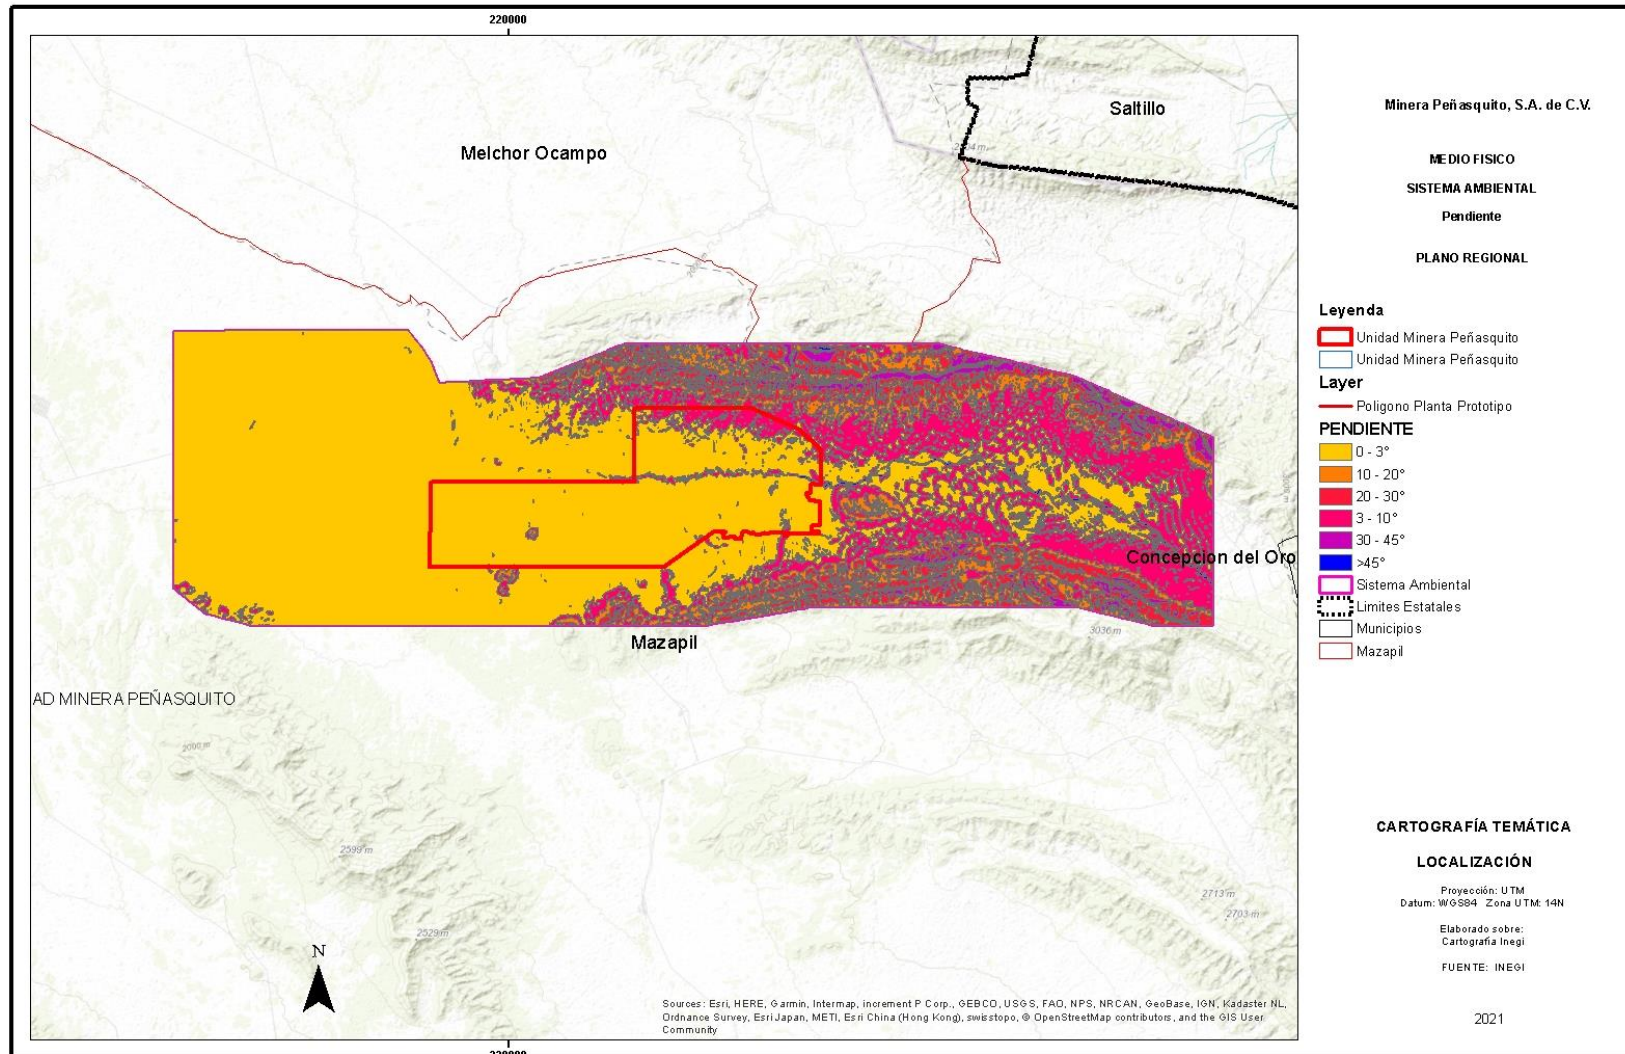 220000
Saltillo
Melchor Ocampo
Concepcion del Oro
Mazapil
3036 m
AD MINERA PEÑASQUITO
2599 m
2713 m
2703 m
2529 m
N
Sources: Esri, HERE, Garmin, Intermap, increment P Corp., GEBCO, USGS, FAO, NPS, NRCAN, GeoBase, IGN, Kadaster NL,
Ordnance Survey, Esri Japan, METI, Esri China (Hong Kong), swisstopo, © OpenStreetMap contributors, and the GIS User
Community
220000
Minera Peñasquito, S.A. de C.V.
MEDIO FISICO
SISTEMA AMBIENTAL
Pendiente
PLANO REGIONAL
Leyenda
Unidad Minera Peñasquito
Unidad Minera Peñasquito
Layer
Poligono Planta Prototipo
PENDIENTE
0 - 3°
10 - 20°
20 - 30°
3 - 10°
30 - 45°
>45°
Sistema Ambiental
Limites Estatales
Municipios
Mazapil
CARTOGRAFÍA TEMÁTICA
LOCALIZACIÓN
Proyección: UTM
Datum: WGS84 Zona UTM: 14N
Elaborado sobre:
Cartografia Inegi
FUENTE: INEGI
2021